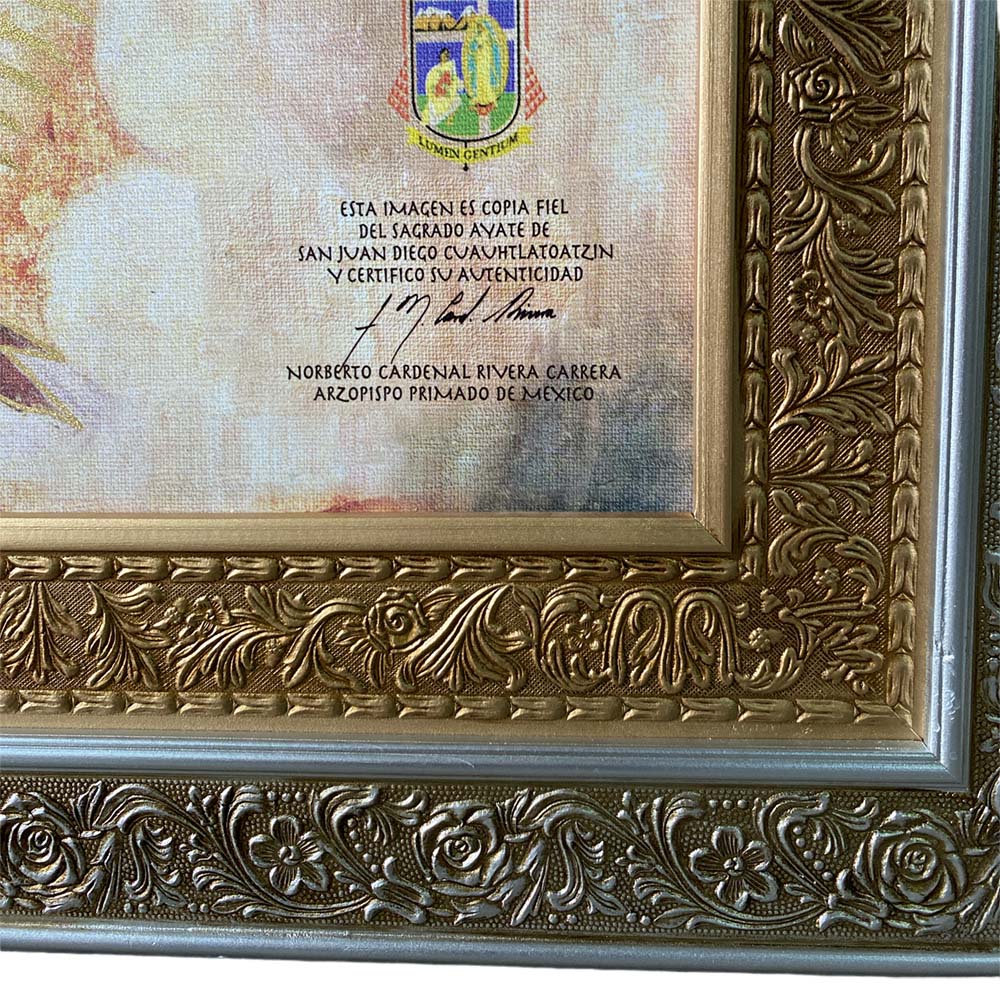 LUMEN GENTIUM
ESTA IMAGEN ES COPIA FIEL
DEL SAGRADO AYATE DE
SAN JUAN DIEGO CUAUHTLATOATZIN
Y CERTIFICO SU AUTENTICIDAD
NORBERTO CARDENAL RIVERA CARRERA
ARZOPISPO PRIMADO DE MEXICO